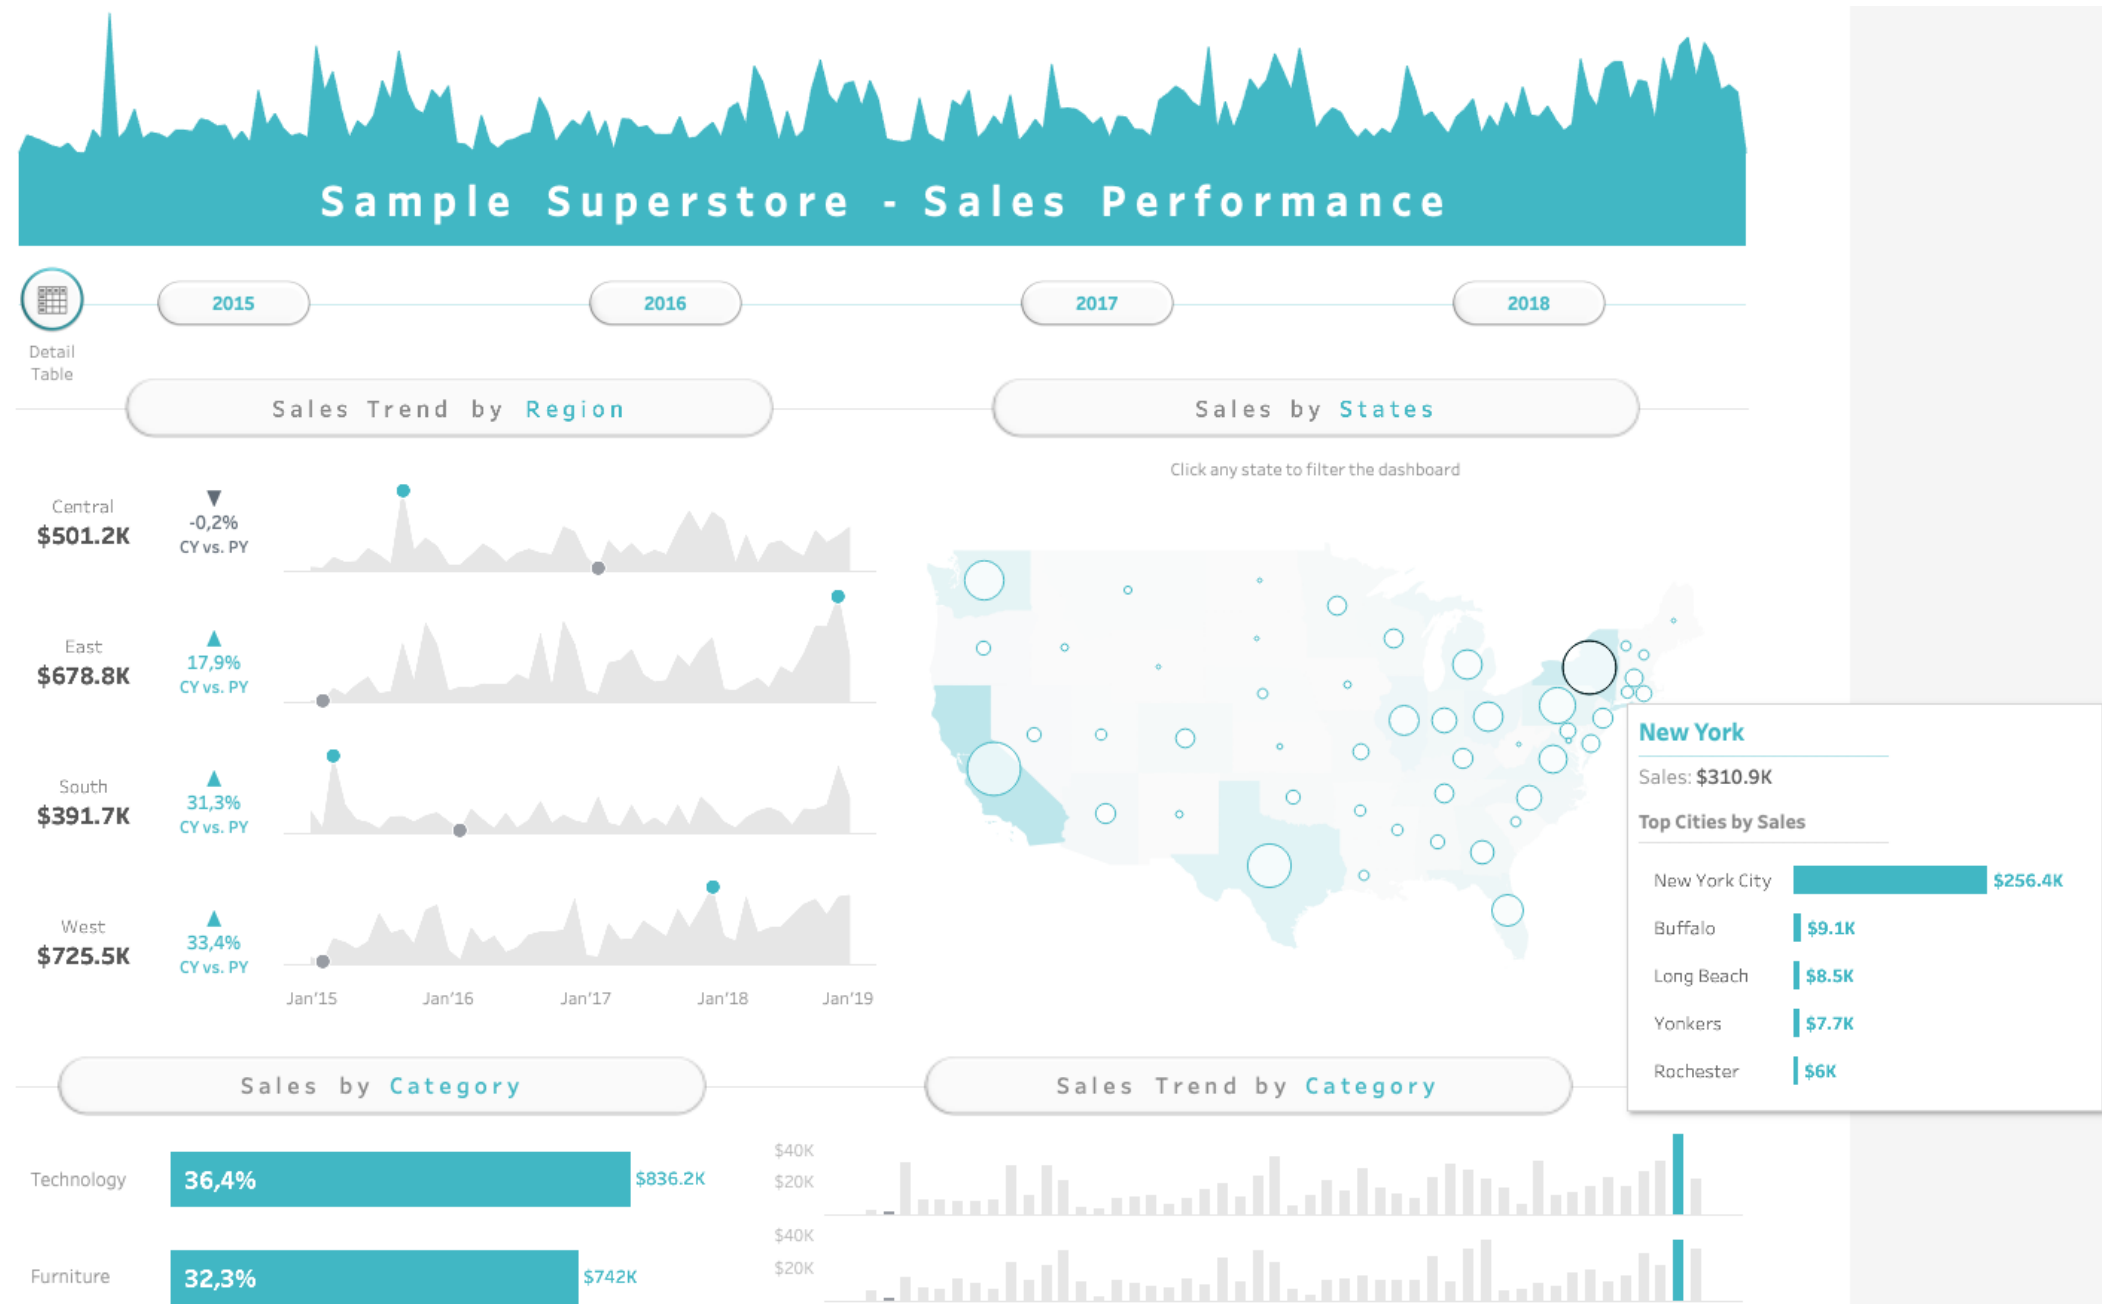 Sample Superstore - Sales Performance
2015
2016
2017
2018
Detail
Table
Sales Trend by Region
Sales by States
Click any state to filter the dashboard
Central
$501.2K
-0,2%
CY vs. PY
East
$678.8K
17,9%
CY vs. PY
South
$391.7K
31,3%
CY vs. PY
West
$725.5K
33,4%
CY vs. PY
Jan'15
Jan'16
Jan'17
Jan'18
Jan'19
New York
Sales: $310.9K
Top Cities by Sales
New York City $256.4K
Buffalo $9.1K
Long Beach $8.5K
Yonkers $7.7K
Rochester $6K
Sales by Category
Sales Trend by Category
Technology 36,4% $836.2K
Furniture 32,3% $742K
$40K
$20K
$40K
$20K